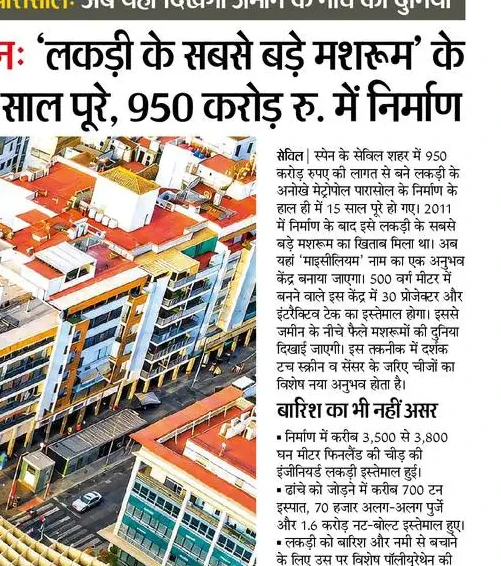 अब यहां दिखेगी जमीन के नीचे की दुनिया
‘लकड़ी के सबसे बड़े मशरूम’ के
साल पूरे, 950 करोड़ रु. में निर्माण
सेविल | स्पेन के सेविल शहर में 950
करोड़ रुपए की लागत से बने लकड़ी के
अनोखे मेट्रोपोल पारासोल के निर्माण के
हाल ही में 15 साल पूरे हो गए। 2011
में निर्माण के बाद इसे लकड़ी के सबसे
बड़े मशरूम का खिताब मिला था। अब
यहां ‘माइसीलियम’ नाम का एक अनुभव
केंद्र बनाया जाएगा। 500 वर्ग मीटर में
बनने वाले इस केंद्र में 30 प्रोजेक्टर और
इंटरैक्टिव टेक का इस्तेमाल होगा। इससे
जमीन के नीचे फैले मशरूमों की दुनिया
दिखाई जाएगी। इस तकनीक में दर्शक
टच स्क्रीन व सेंसर के जरिए चीजों का
विशेष नया अनुभव होता है।
बारिश का भी नहीं असर
▪ निर्माण में करीब 3,500 से 3,800
घन मीटर फिनलैंड की चीड़ की
इंजीनियर्ड लकड़ी इस्तेमाल हुई।
▪ ढांचे को जोड़ने में करीब 700 टन
इस्पात, 70 हजार अलग-अलग पुर्जे
और 1.6 करोड़ नट-बोल्ट इस्तेमाल हुए।
▪ लकड़ी को बारिश और नमी से बचाने
के लिए उस पर विशेष पॉलीयूरेथेन की